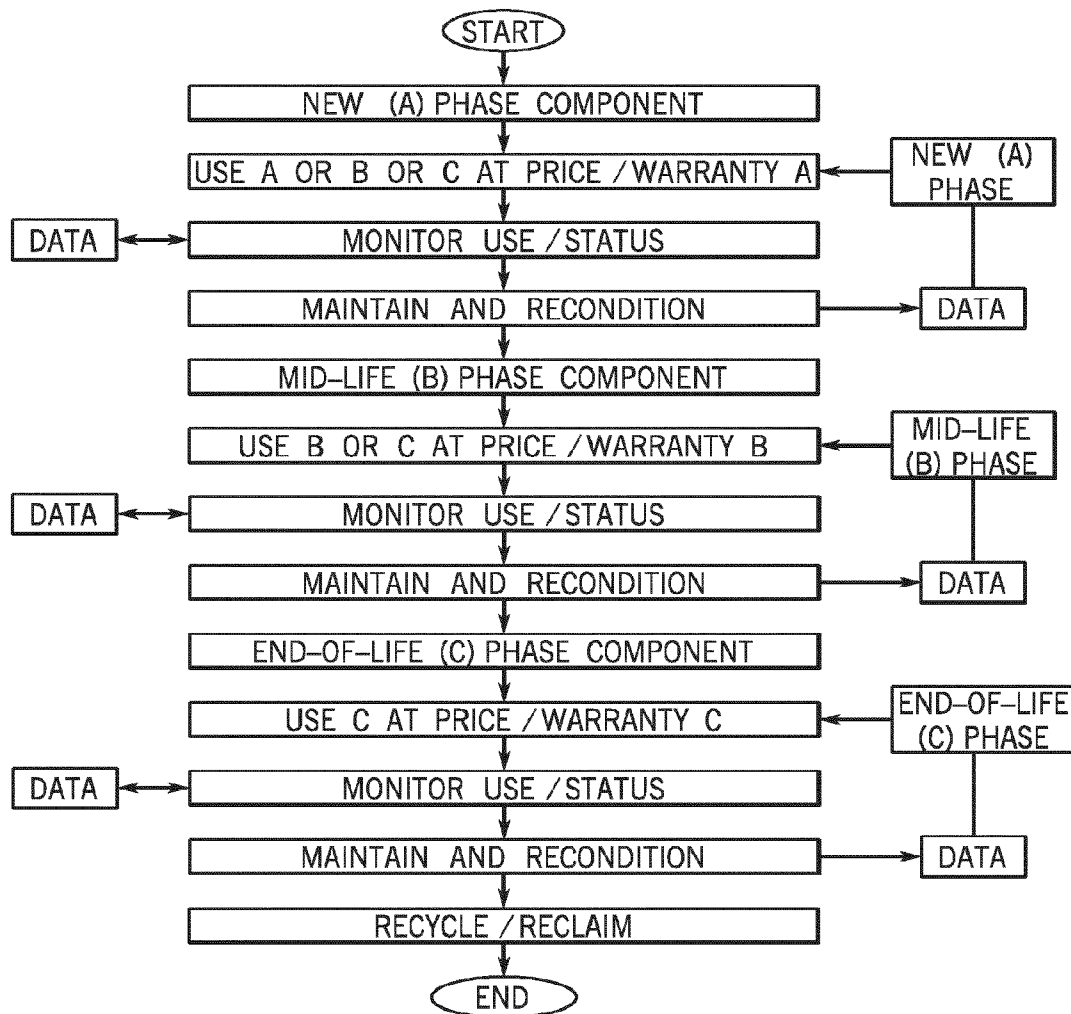 START
NEW (A) PHASE COMPONENT
USE A OR B OR C AT PRICE / WARRANTY A
NEW (A)
PHASE
DATA
MONITOR USE / STATUS
MAINTAIN AND RECONDITION
DATA
MID–LIFE (B) PHASE COMPONENT
USE B OR C AT PRICE / WARRANTY B
MID–LIFE
(B) PHASE
DATA
MONITOR USE / STATUS
MAINTAIN AND RECONDITION
DATA
END–OF–LIFE (C) PHASE COMPONENT
USE C AT PRICE / WARRANTY C
END–OF–LIFE
(C) PHASE
DATA
MONITOR USE / STATUS
MAINTAIN AND RECONDITION
DATA
RECYCLE / RECLAIM
END